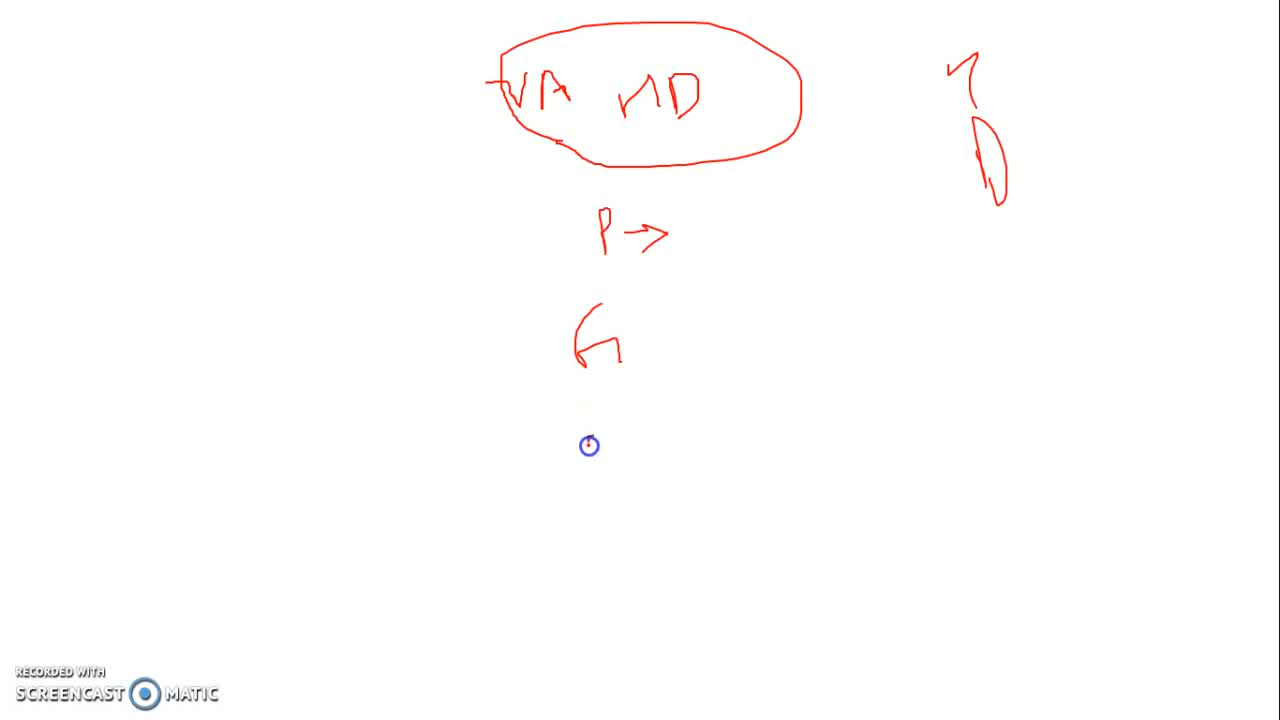 VA MD
D
P →
G
RECORDED WITH
SCREENCAST MATIC